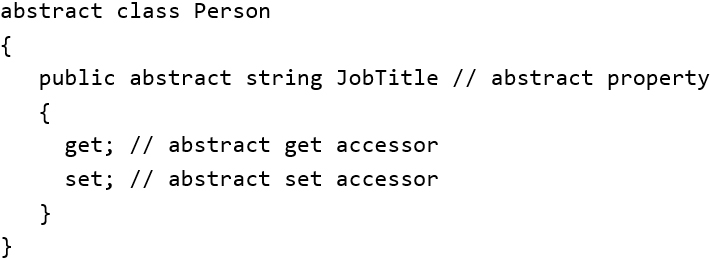 abstract class Person
{
   public abstract string JobTitle // abstract property
   {
     get; // abstract get accessor
     set; // abstract set accessor
   }
}